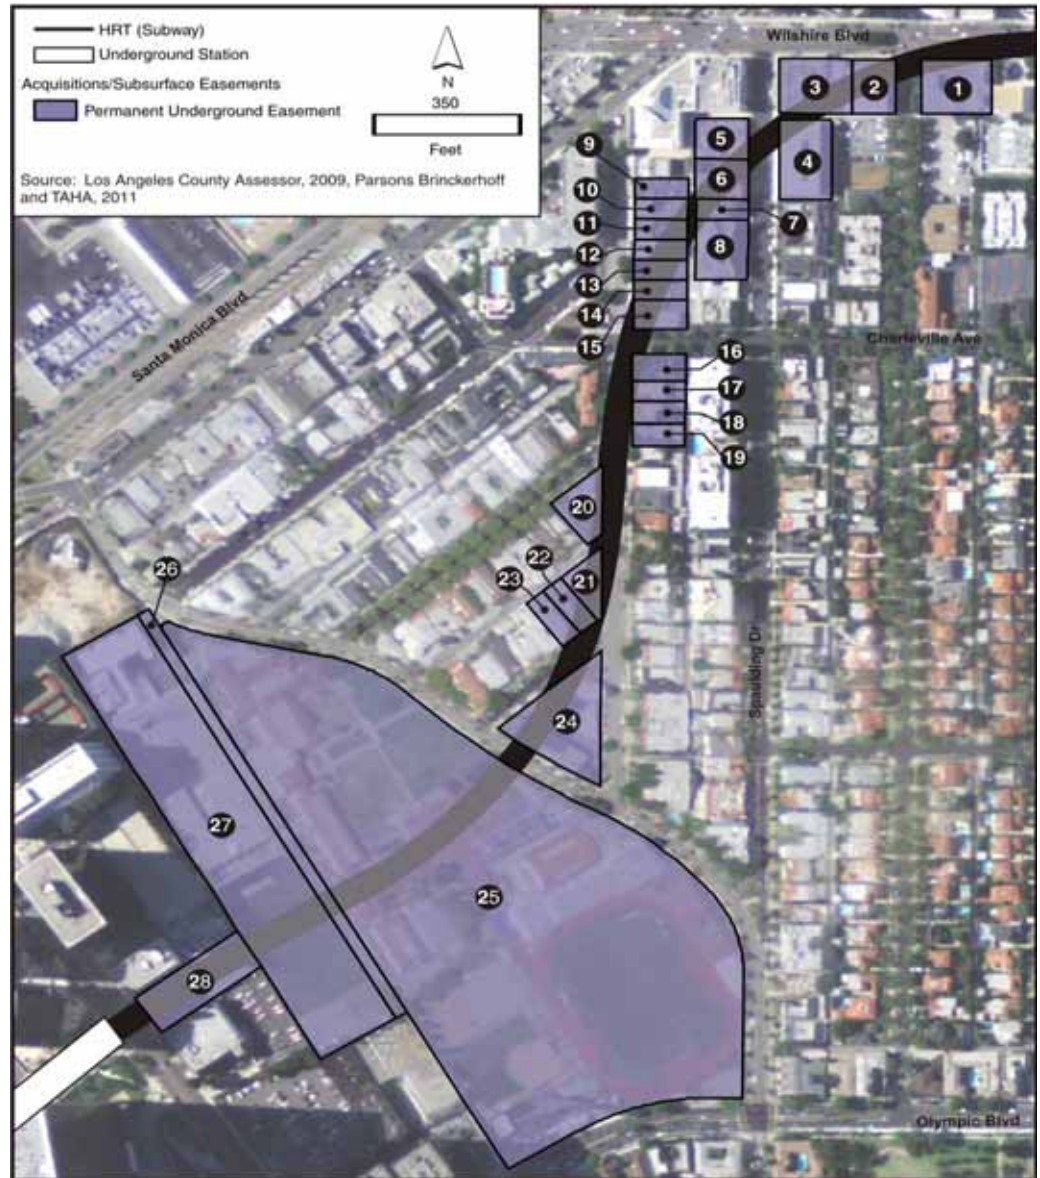 HRT (Subway)
Underground Station
Acquisitions/Subsurface Easements
Permanent Underground Easement
N
350
Feet
Source: Los Angeles County Assessor, 2009, Parsons Brinckerhoff
and TAHA, 2011
Wilshire Blvd
3
2
1
5
4
9
6
10
7
11
8
12
13
14
15
Santa Monica Blvd
Charleville Ave
16
17
18
19
20
22
21
23
26
Spaulding Dr
24
27
25
28
Olympic Blvd